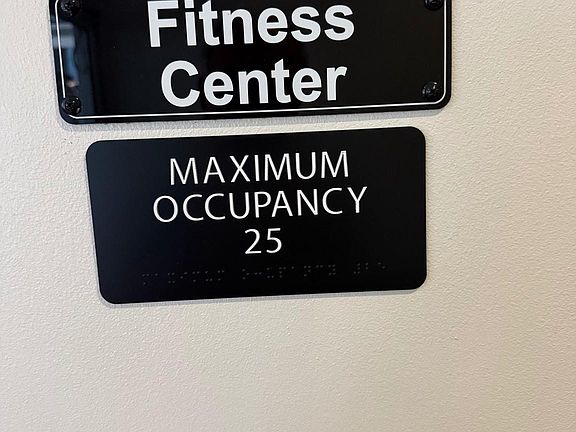 Fitness
Center
MAXIMUM
OCCUPANCY
25